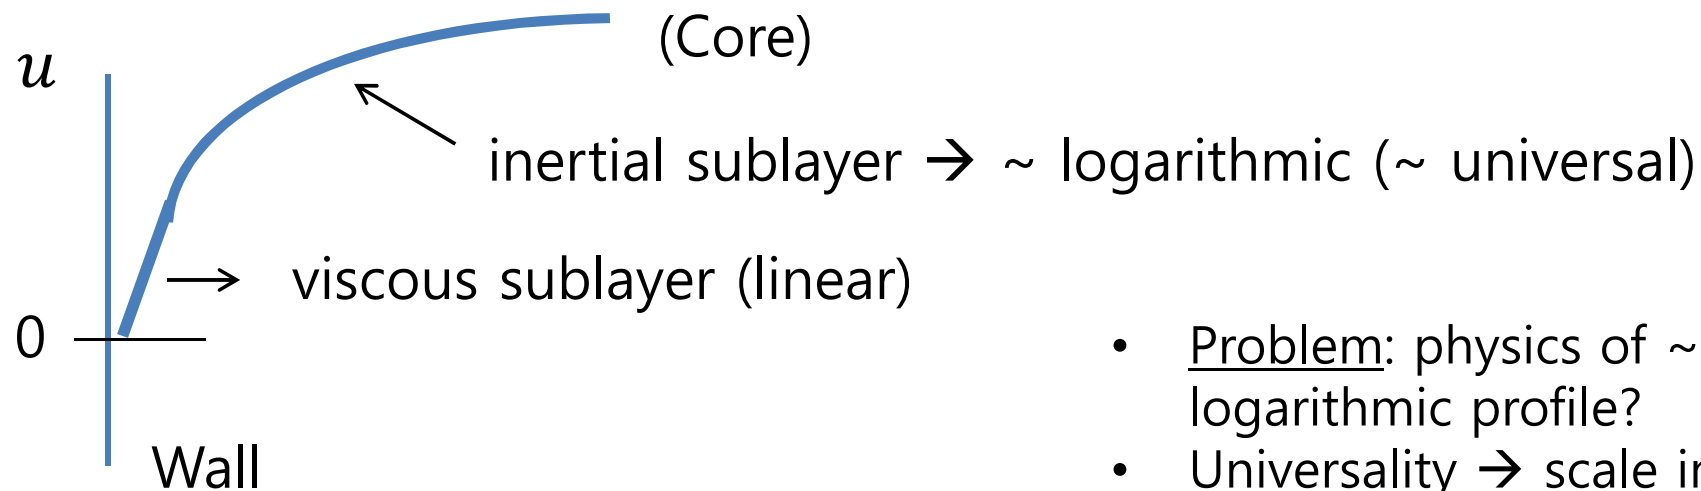 (Core)
u
inertial sublayer → ~ logarithmic (~ universal)
viscous sublayer (linear)
0
• Problem: physics of ~
logarithmic profile?
Wall
• Universality → scale